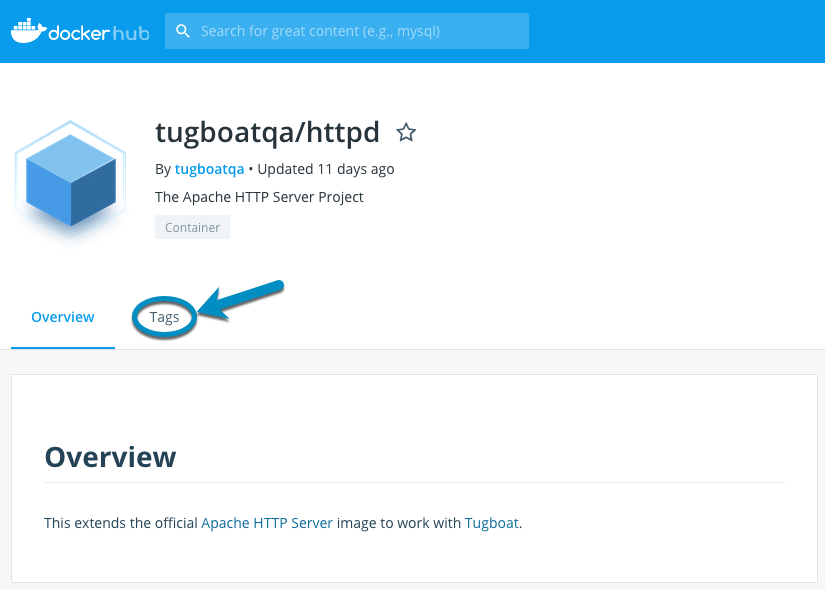 docker hub
Search for great content (e.g., mysql)
tugboatqa/httpd
By tugboatqa • Updated 11 days ago
The Apache HTTP Server Project
Container
Overview Tags
Overview
This extends the official Apache HTTP Server image to work with Tugboat.